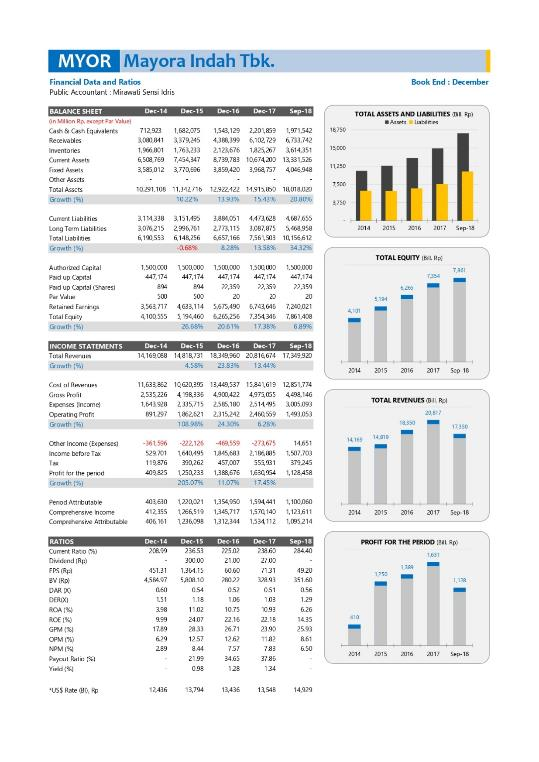 MYOR Mayora Indah Tbk.
Financial Data and Ratios Book End : December
Public Accountant : Mirawati Sensi Idris
BALANCE SHEET Dec-14 Dec-15 Dec-16 Dec-17 Sep-18
(in Million Rp, except Par Value)
Cash & Cash Equivalents 712,923 1,682,075 1,543,129 2,201,859 1,971,542
Receivables 3,080,841 3,379,245 4,388,399 6,102,729 6,733,742
Inventories 1,966,801 1,763,233 2,123,676 1,825,267 3,614,351
Current Assets 6,508,769 7,454,347 8,739,783 10,674,200 13,331,526
Fixed Assets 3,585,012 3,770,696 3,859,420 3,988,757 4,046,948
Other Assets - - - - -
Total Assets 10,291,108 11,342,716 12,922,422 14,915,850 18,018,020
Growth (%) 10.22% 13.93% 15.43% 20.80%
Current Liabilities 3,114,338 3,151,495 3,884,051 4,473,628 4,687,655
Long Term Liabilities 3,076,215 2,996,761 2,773,115 3,087,875 5,468,958
Total Liabilities 6,190,553 6,148,256 6,657,166 7,561,503 10,156,612
Growth (%) -0.68% 8.28% 13.58% 34.32%
Authorized Capital 1,500,000 1,500,000 1,500,000 1,500,000 1,500,000
Paid up Capital 447,174 447,174 447,174 447,174 447,174
Paid up Capital (Shares) 894 894 22,359 22,359 22,359
Par Value 500 500 20 20 20
Retained Earnings 3,563,717 4,633,114 5,675,490 6,743,646 7,240,021
Total Equity 4,100,555 5,194,460 6,265,256 7,354,346 7,861,408
Growth (%) 26.68% 20.61% 17.38% 6.89%
INCOME STATEMENTS Dec-14 Dec-15 Dec-16 Dec-17 Sep-18
Total Revenues 14,169,088 14,818,731 18,349,960 20,816,674 17,349,920
Growth (%) 4.58% 23.83% 13.44%
Cost of Revenues 11,633,862 10,620,395 13,449,537 15,841,619 12,851,774
Gross Profit 2,535,226 4,198,336 4,900,422 4,975,055 4,498,146
Expenses (Income) 1,643,928 2,335,715 2,585,180 2,514,495 3,005,093
Operating Profit 891,297 1,862,621 2,315,242 2,460,559 1,493,053
Growth (%) 108.98% 24.30% 6.28%
Other Income (Expenses) -361,596 -222,126 -469,559 -273,675 14,651
Income before Tax 529,701 1,640,495 1,845,683 2,186,885 1,507,703
Tax 119,876 390,262 457,007 555,931 379,245
Profit for the period 409,825 1,250,233 1,388,676 1,630,954 1,128,458
Growth (%) 205.07% 11.07% 17.45%
Period Attributable 403,630 1,220,021 1,354,950 1,594,441 1,100,060
Comprehensive Income 412,355 1,266,519 1,345,717 1,570,140 1,123,611
Comprehensive Attributable 406,161 1,236,098 1,312,344 1,534,112 1,095,214
RATIOS Dec-14 Dec-15 Dec-16 Dec-17 Sep-18
Current Ratio (%) 208.99 236.53 225.02 238.60 284.40
Dividend (Rp) - 300.00 21.00 27.00 -
EPS (Rp) 451.31 1,364.15 60.60 71.31 49.20
BV (Rp) 4,584.97 5,808.10 280.22 328.93 351.60
DAR (X) 0.60 0.54 0.52 0.51 0.56
DER(X) 1.51 1.18 1.06 1.03 1.29
ROA (%) 3.98 11.02 10.75 10.93 6.26
ROE (%) 9.99 24.07 22.16 22.18 14.35
GPM (%) 17.89 28.33 26.71 23.90 25.93
OPM (%) 6.29 12.57 12.62 11.82 8.61
NPM (%) 2.89 8.44 7.57 7.83 6.50
Payout Ratio (%) - 21.99 34.65 37.86 -
Yield (%) - 0.98 1.28 1.34 -
*US$ Rate (BI), Rp 12,436 13,794 13,436 13,548 14,929
TOTAL ASSETS AND LIABILITIES (Bill. Rp)
Assets Liabilities
18,750
15,000
11,250
7,500
3,750
-
2014 2015 2016 2017 Sep-18
TOTAL EQUITY (Bill. Rp)
4,101 5,194 6,265 7,354 7,861
2014 2015 2016 2017 Sep-18
TOTAL REVENUES (Bill. Rp)
14,169 14,819 18,350 20,817 17,350
2014 2015 2016 2017 Sep-18
PROFIT FOR THE PERIOD (Bill. Rp)
410 1,250 1,389 1,631 1,128
2014 2015 2016 2017 Sep-18